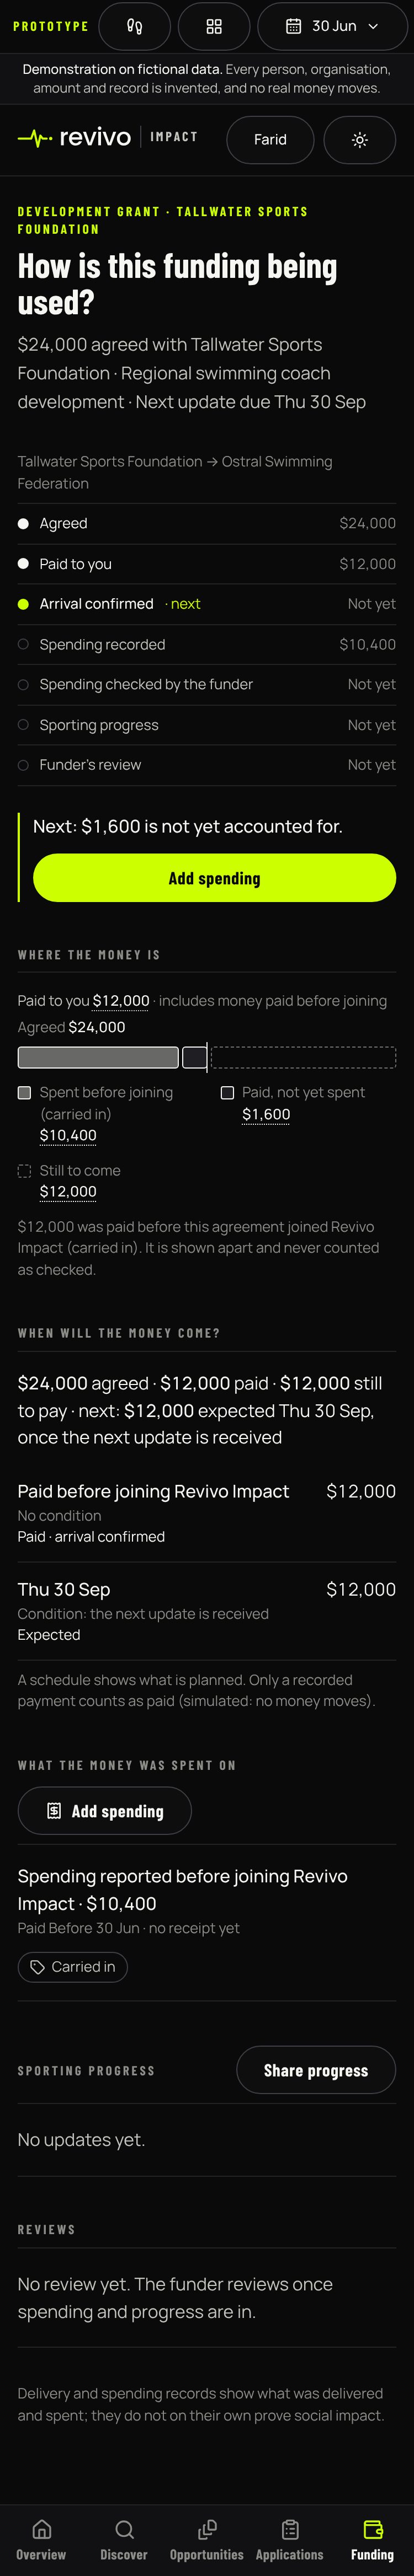 PROTOTYPE
30 Jun
Demonstration on fictional data. Every person, organisation,
amount and record is invented, and no real money moves.
revivo IMPACT
Farid
DEVELOPMENT GRANT · TALLWATER SPORTS
FOUNDATION
How is this funding being
used?
$24,000 agreed with Tallwater Sports
Foundation · Regional swimming coach
development · Next update due Thu 30 Sep
Tallwater Sports Foundation → Ostral Swimming
Federation
Agreed $24,000
Paid to you $12,000
Arrival confirmed · next Not yet
Spending recorded $10,400
Spending checked by the funder Not yet
Sporting progress Not yet
Funder's review Not yet
Next: $1,600 is not yet accounted for.
Add spending
WHERE THE MONEY IS
Paid to you $12,000 · includes money paid before joining
Agreed $24,000
Spent before joining
(carried in)
$10,400
Paid, not yet spent
$1,600
Still to come
$12,000
$12,000 was paid before this agreement joined Revivo
Impact (carried in). It is shown apart and never counted
as checked.
WHEN WILL THE MONEY COME?
$24,000 agreed · $12,000 paid · $12,000 still
to pay · next: $12,000 expected Thu 30 Sep,
once the next update is received
Paid before joining Revivo Impact $12,000
No condition
Paid · arrival confirmed
Thu 30 Sep $12,000
Condition: the next update is received
Expected
A schedule shows what is planned. Only a recorded
payment counts as paid (simulated: no money moves).
WHAT THE MONEY WAS SPENT ON
Add spending
Spending reported before joining Revivo
Impact · $10,400
Paid Before 30 Jun · no receipt yet
Carried in
SPORTING PROGRESS
Share progress
No updates yet.
REVIEWS
No review yet. The funder reviews once
spending and progress are in.
Delivery and spending records show what was delivered
and spent; they do not on their own prove social impact.
Overview
Discover
Opportunities
Applications
Funding